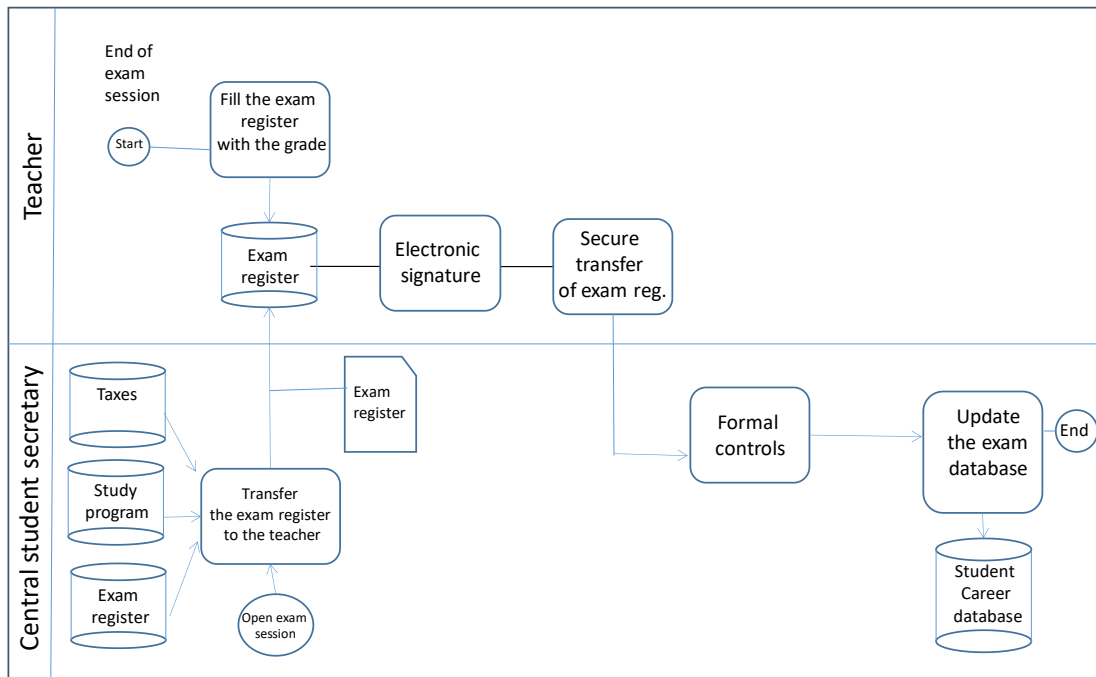 Teacher
End of
exam
session
Start
Fill the exam
register
with the grade
Exam
register
Electronic
signature
Secure
transfer
of exam reg.
Central student secretary
Taxes
Study
program
Exam
register
Transfer
the exam register
to the teacher
Open exam
session
Exam
register
Formal
controls
Update
the exam
database
End
Student
Career
database